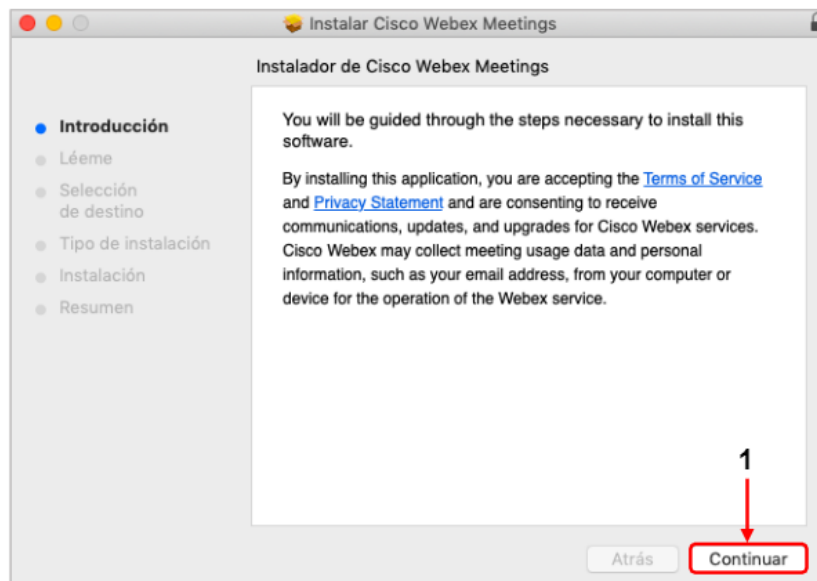 Instalar Cisco Webex Meetings
Instalador de Cisco Webex Meetings
Introducción
Léeme
Selección
de destino
Tipo de instalación
Instalación
Resumen
You will be guided through the steps necessary to install this
software.
By installing this application, you are accepting the Terms of Service
and Privacy Statement and are consenting to receive
communications, updates, and upgrades for Cisco Webex services.
Cisco Webex may collect meeting usage data and personal
information, such as your email address, from your computer or
device for the operation of the Webex service.
1
Atrás
Continuar